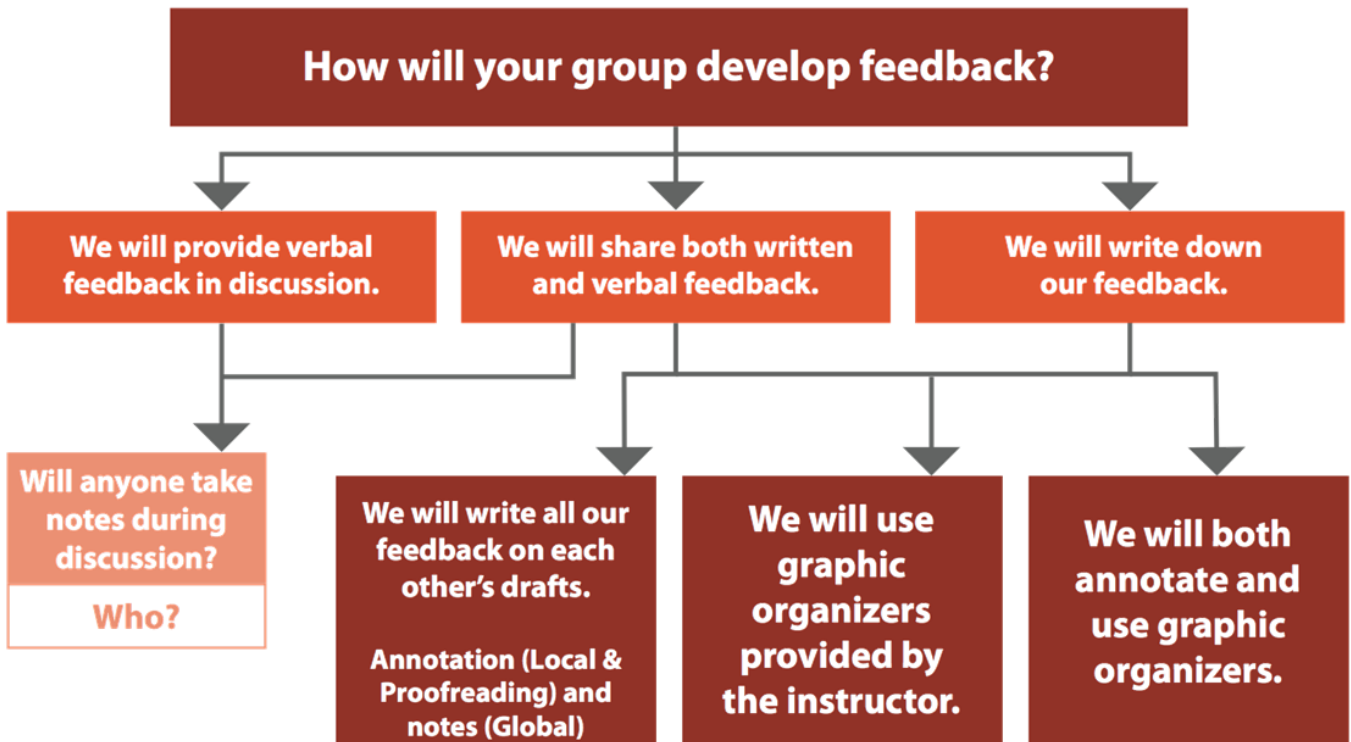 How will your group develop feedback?
We will provide verbal
feedback in discussion.
We will share both written
and verbal feedback.
We will write down
our feedback.
Will anyone take
notes during
discussion?
Who?
We will write all our
feedback on each
other’s drafts.
Annotation (Local &
Proofreading) and
notes (Global)
We will use
graphic
organizers
provided by
the instructor.
We will both
annotate and
use graphic
organizers.